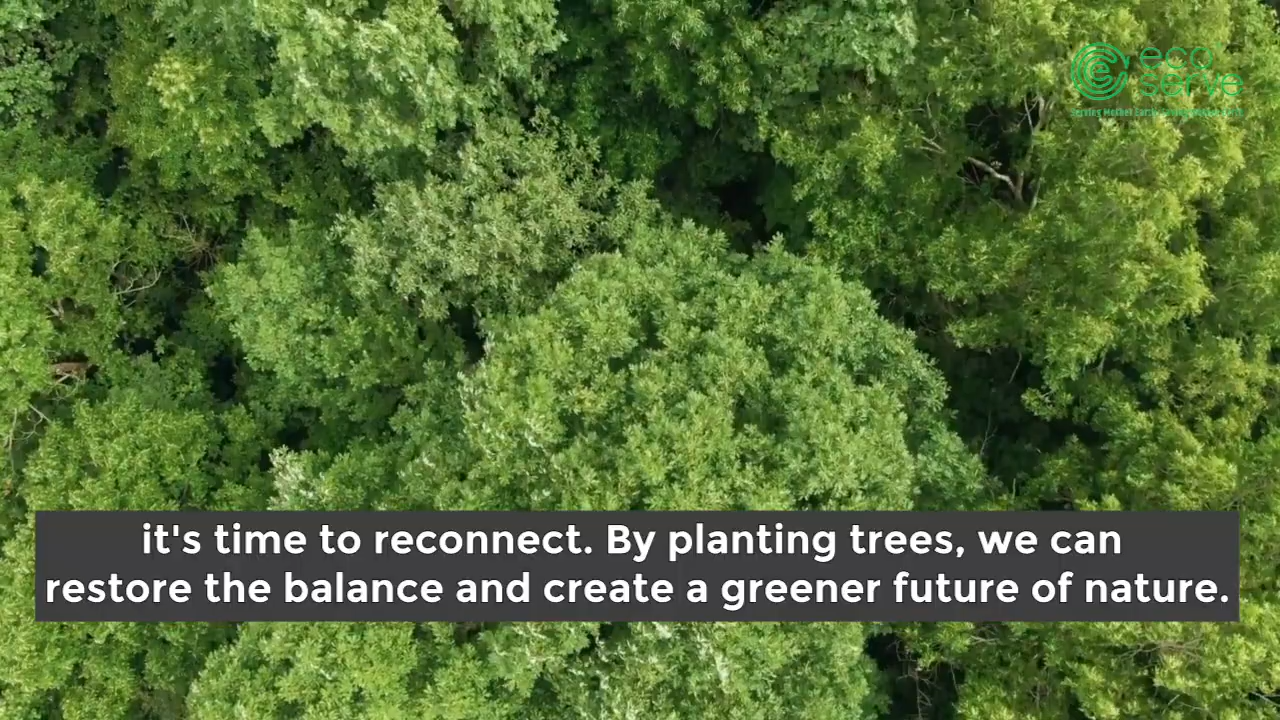 eco
serve
it's time to reconnect. By planting trees, we can
restore the balance and create a greener future of nature.